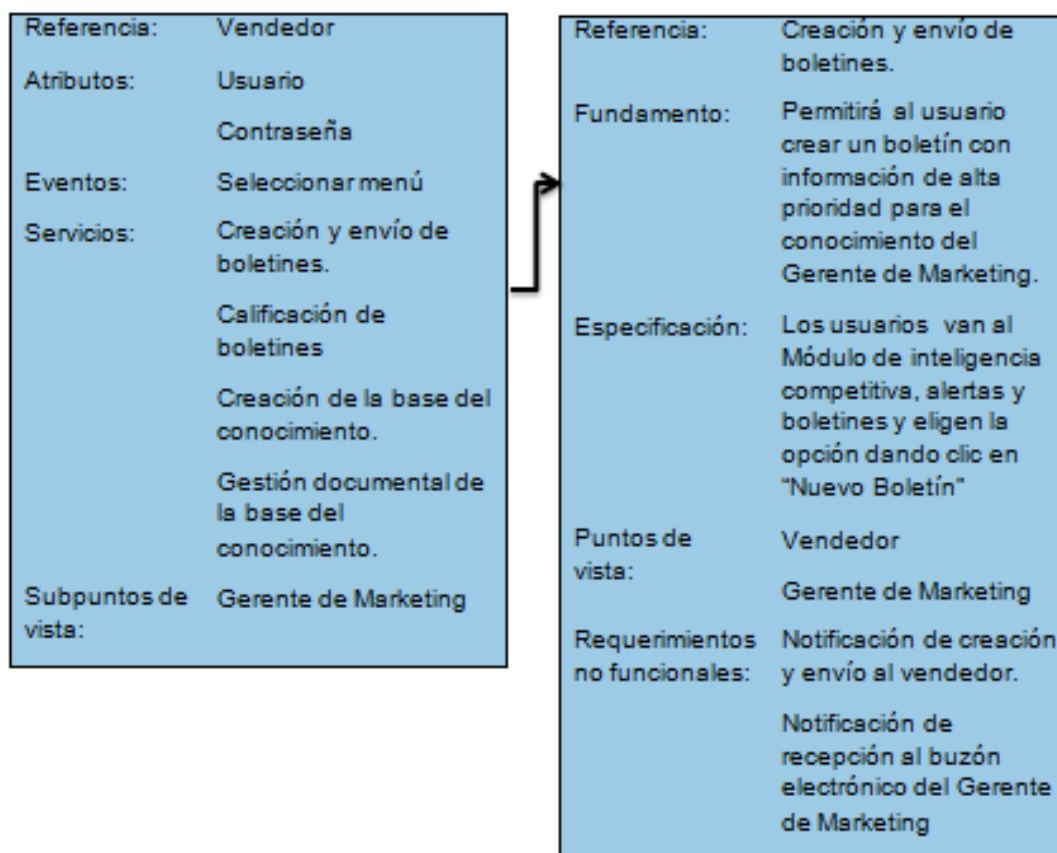 Referencia: Vendedor
Atributos: Usuario
Contraseña
Eventos: Seleccionar menú
Servicios: Creación y envío de
boletines.
Calificación de
boletines
Creación de la base del
conocimiento.
Gestión documental de
la base del
conocimiento.
Subpuntos de Gerente de Marketing
vista:
Referencia: Creación y envío de
boletines.
Fundamento: Permitirá al usuario
crear un boletín con
información de alta
prioridad para el
conocimiento del
Gerente de Marketing.
Especificación: Los usuarios van al
Módulo de inteligencia
competitiva, alertas y
boletines y eligen la
opción dando clic en
“Nuevo Boletín”
Puntos de Vendedor
vista:
Gerente de Marketing
Requerimientos Notificación de creación
no funcionales: y envío al vendedor.
Notificación de
recepción al buzón
electrónico del Gerente
de Marketing